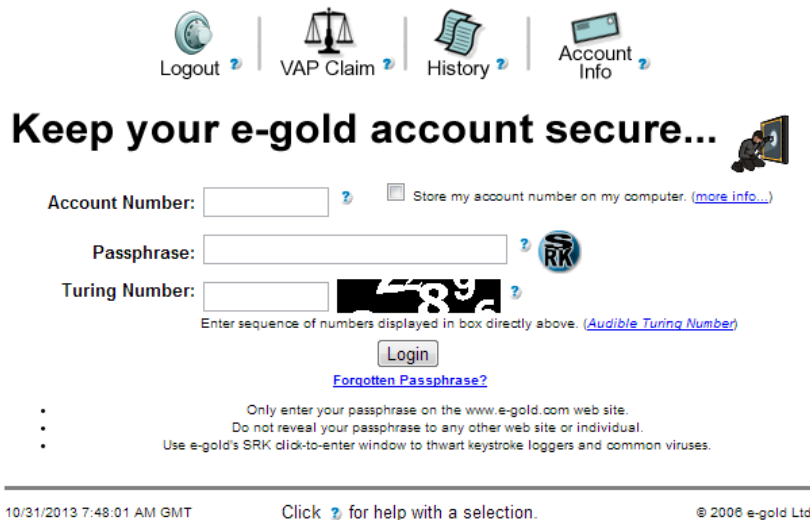 Logout ? VAP Claim ? History ? Account Info ?
Keep your e-gold account secure...
Account Number: ? Store my account number on my computer. (more info...)
Passphrase: ? SRK
Turing Number: ?
Enter sequence of numbers displayed in box directly above. (Audible Turing Number)
Login
Forgotten Passphrase?
• Only enter your passphrase on the www.e-gold.com web site.
• Do not reveal your passphrase to any other web site or individual.
• Use e-gold's SRK click-to-enter window to thwart keystroke loggers and common viruses.
10/31/2013 7:48:01 AM GMT Click ? for help with a selection. © 2006 e-gold Ltd